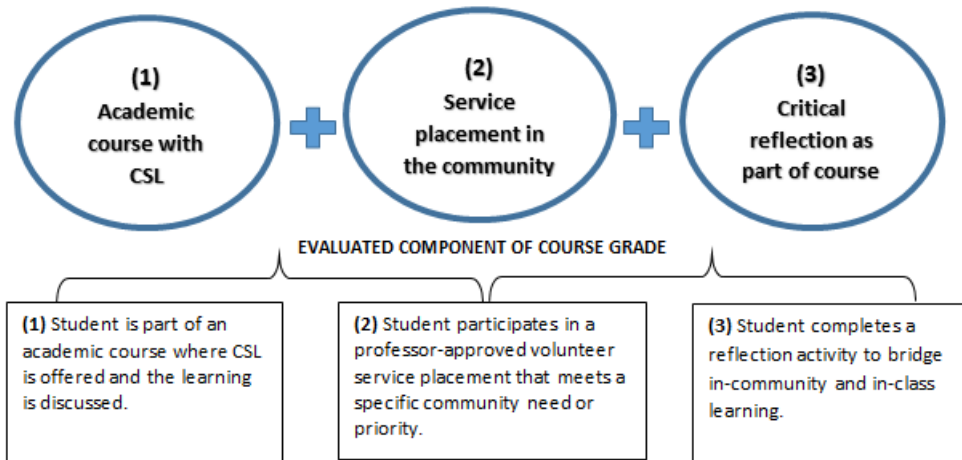 (1)
Academic
course with
CSL
(2)
Service
placement in
the community
(3)
Critical
reflection as
part of course
EVALUATED COMPONENT OF COURSE GRADE
(1) Student is part of an
academic course where CSL
is offered and the learning
is discussed.
(2) Student participates in a
professor-approved volunteer
service placement that meets a
specific community need or
priority.
(3) Student completes a
reflection activity to bridge
in-community and in-class
learning.